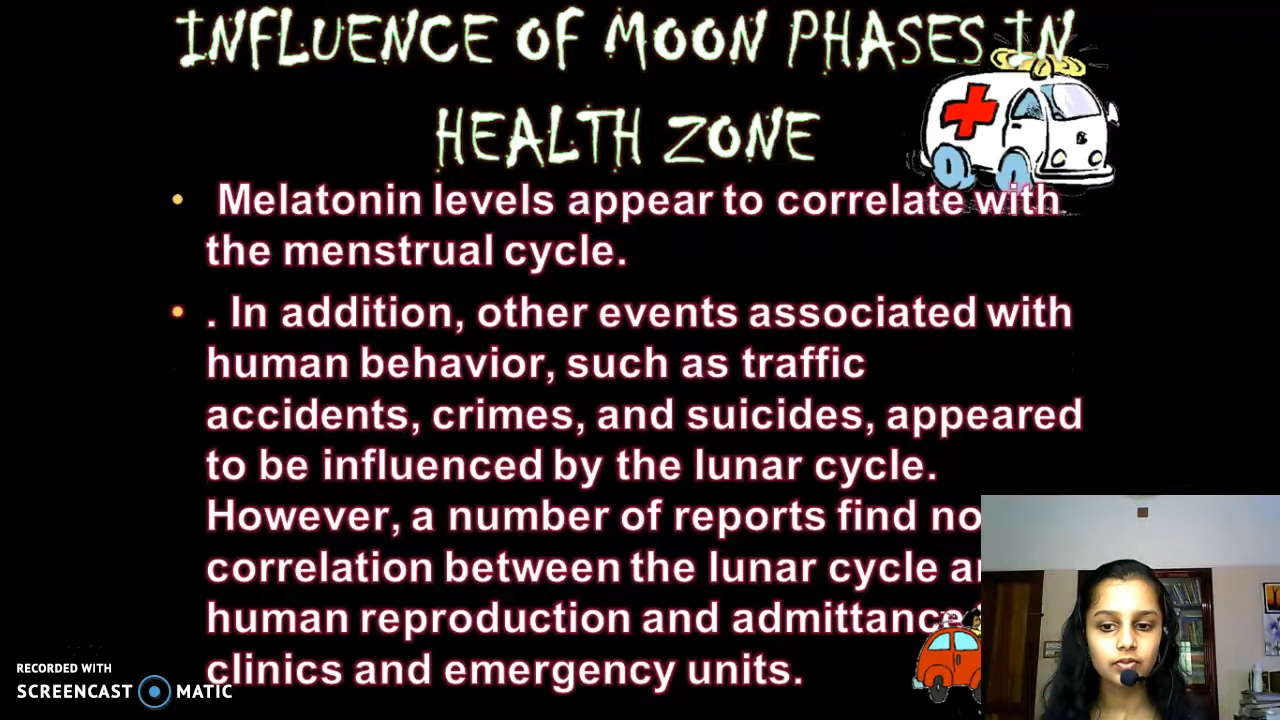 INFLUENCE OF MOON PHASES IN
HEALTH ZONE
• Melatonin levels appear to correlate with
the menstrual cycle.
• . In addition, other events associated with
human behavior, such as traffic
accidents, crimes, and suicides, appeared
to be influenced by the lunar cycle.
However, a number of reports find no
correlation between the lunar cycle
human reproduction and admittance
clinics and emergency units.
RECORDED WITH
SCREENCAST MATIC